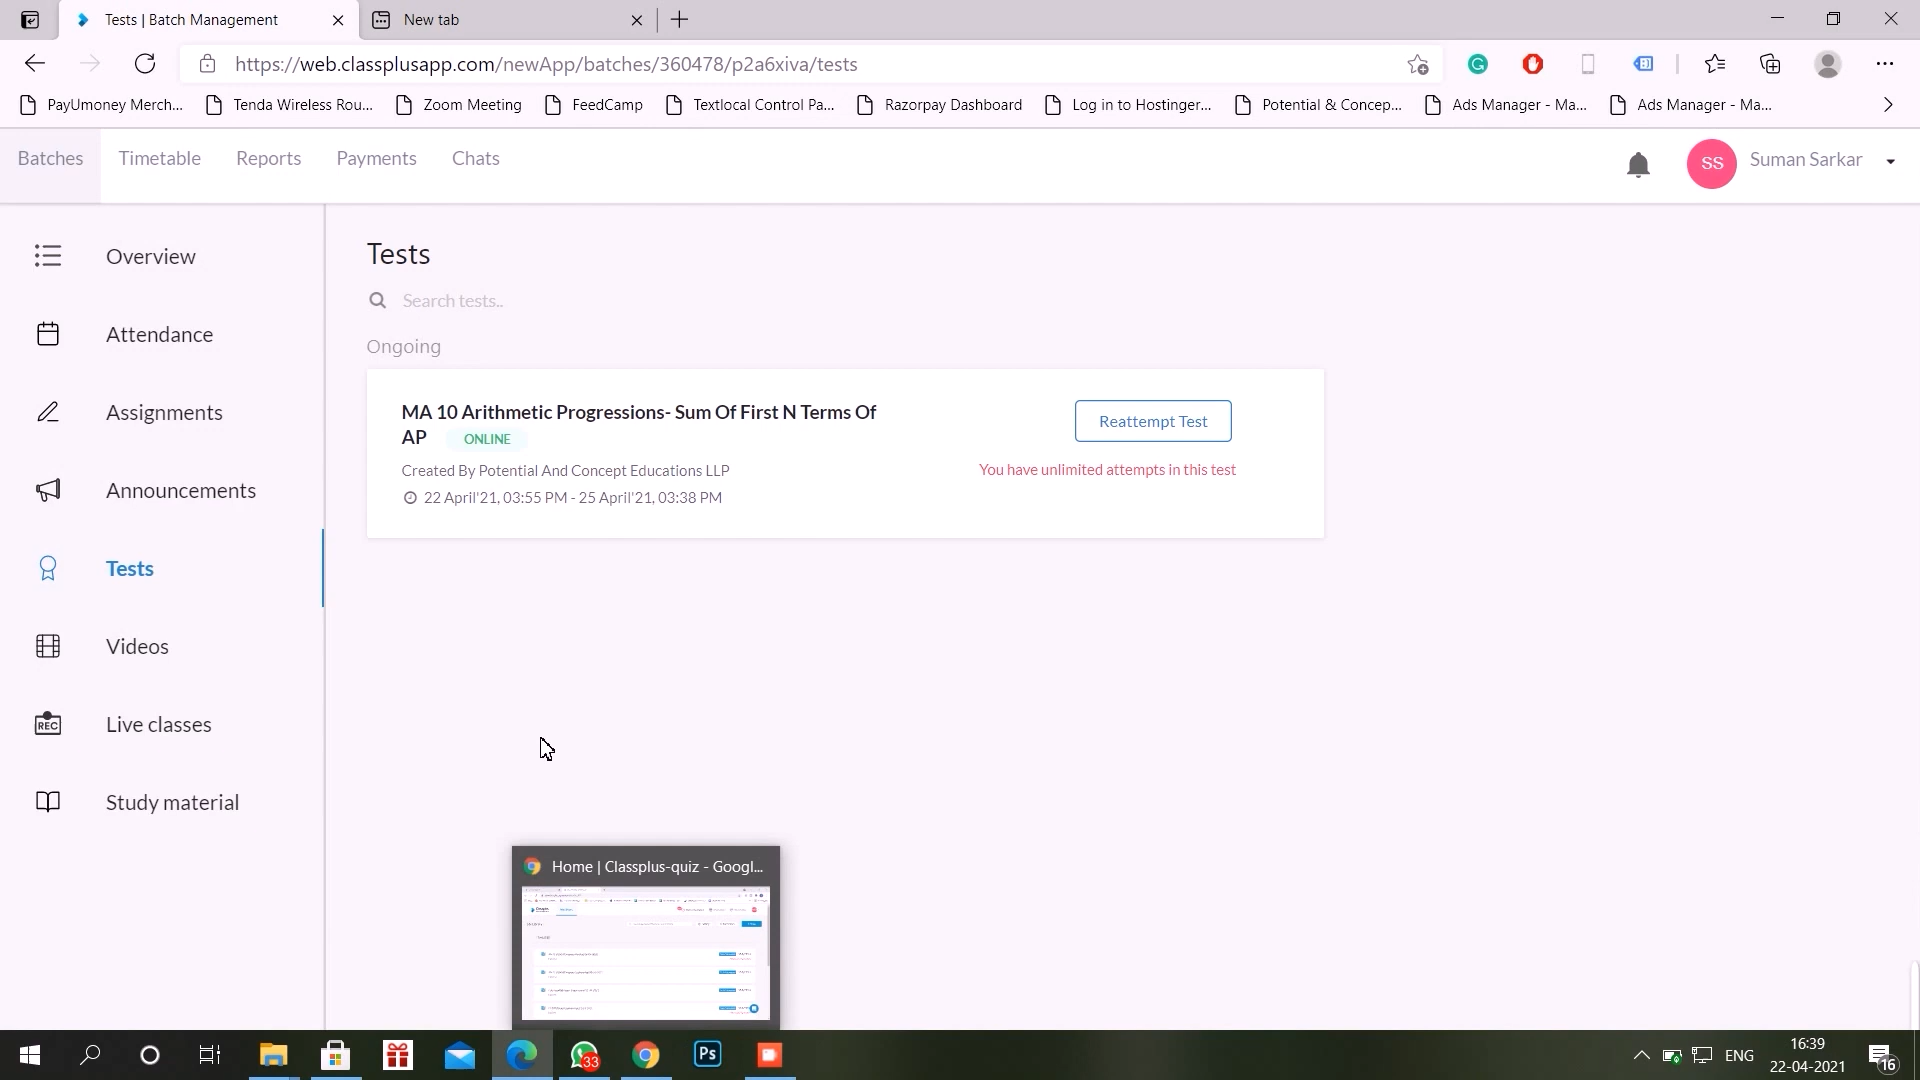 Tests | Batch Management
New tab
https://web.classplusapp.com/newApp/batches/360478/p2a6xiva/tests
PayUmoney Merch... Tenda Wireless Rou... Zoom Meeting FeedCamp Textlocal Control Pa... Razorpay Dashboard Log in to Hostinger... Potential & Concep... Ads Manager - Ma... Ads Manager - Ma...
Batches Timetable Reports Payments Chats
SS Suman Sarkar
Overview
Attendance
Assignments
Announcements
Tests
Videos
REC Live classes
Study material
Tests
Search tests..
Ongoing
MA 10 Arithmetic Progressions- Sum Of First N Terms Of
AP ONLINE
Created By Potential And Concept Educations LLP
22 April'21, 03:55 PM - 25 April'21, 03:38 PM
Reattempt Test
You have unlimited attempts in this test
Home | Classplus-quiz - Googl...
33
Ps
ENG
16:39
22-04-2021
16